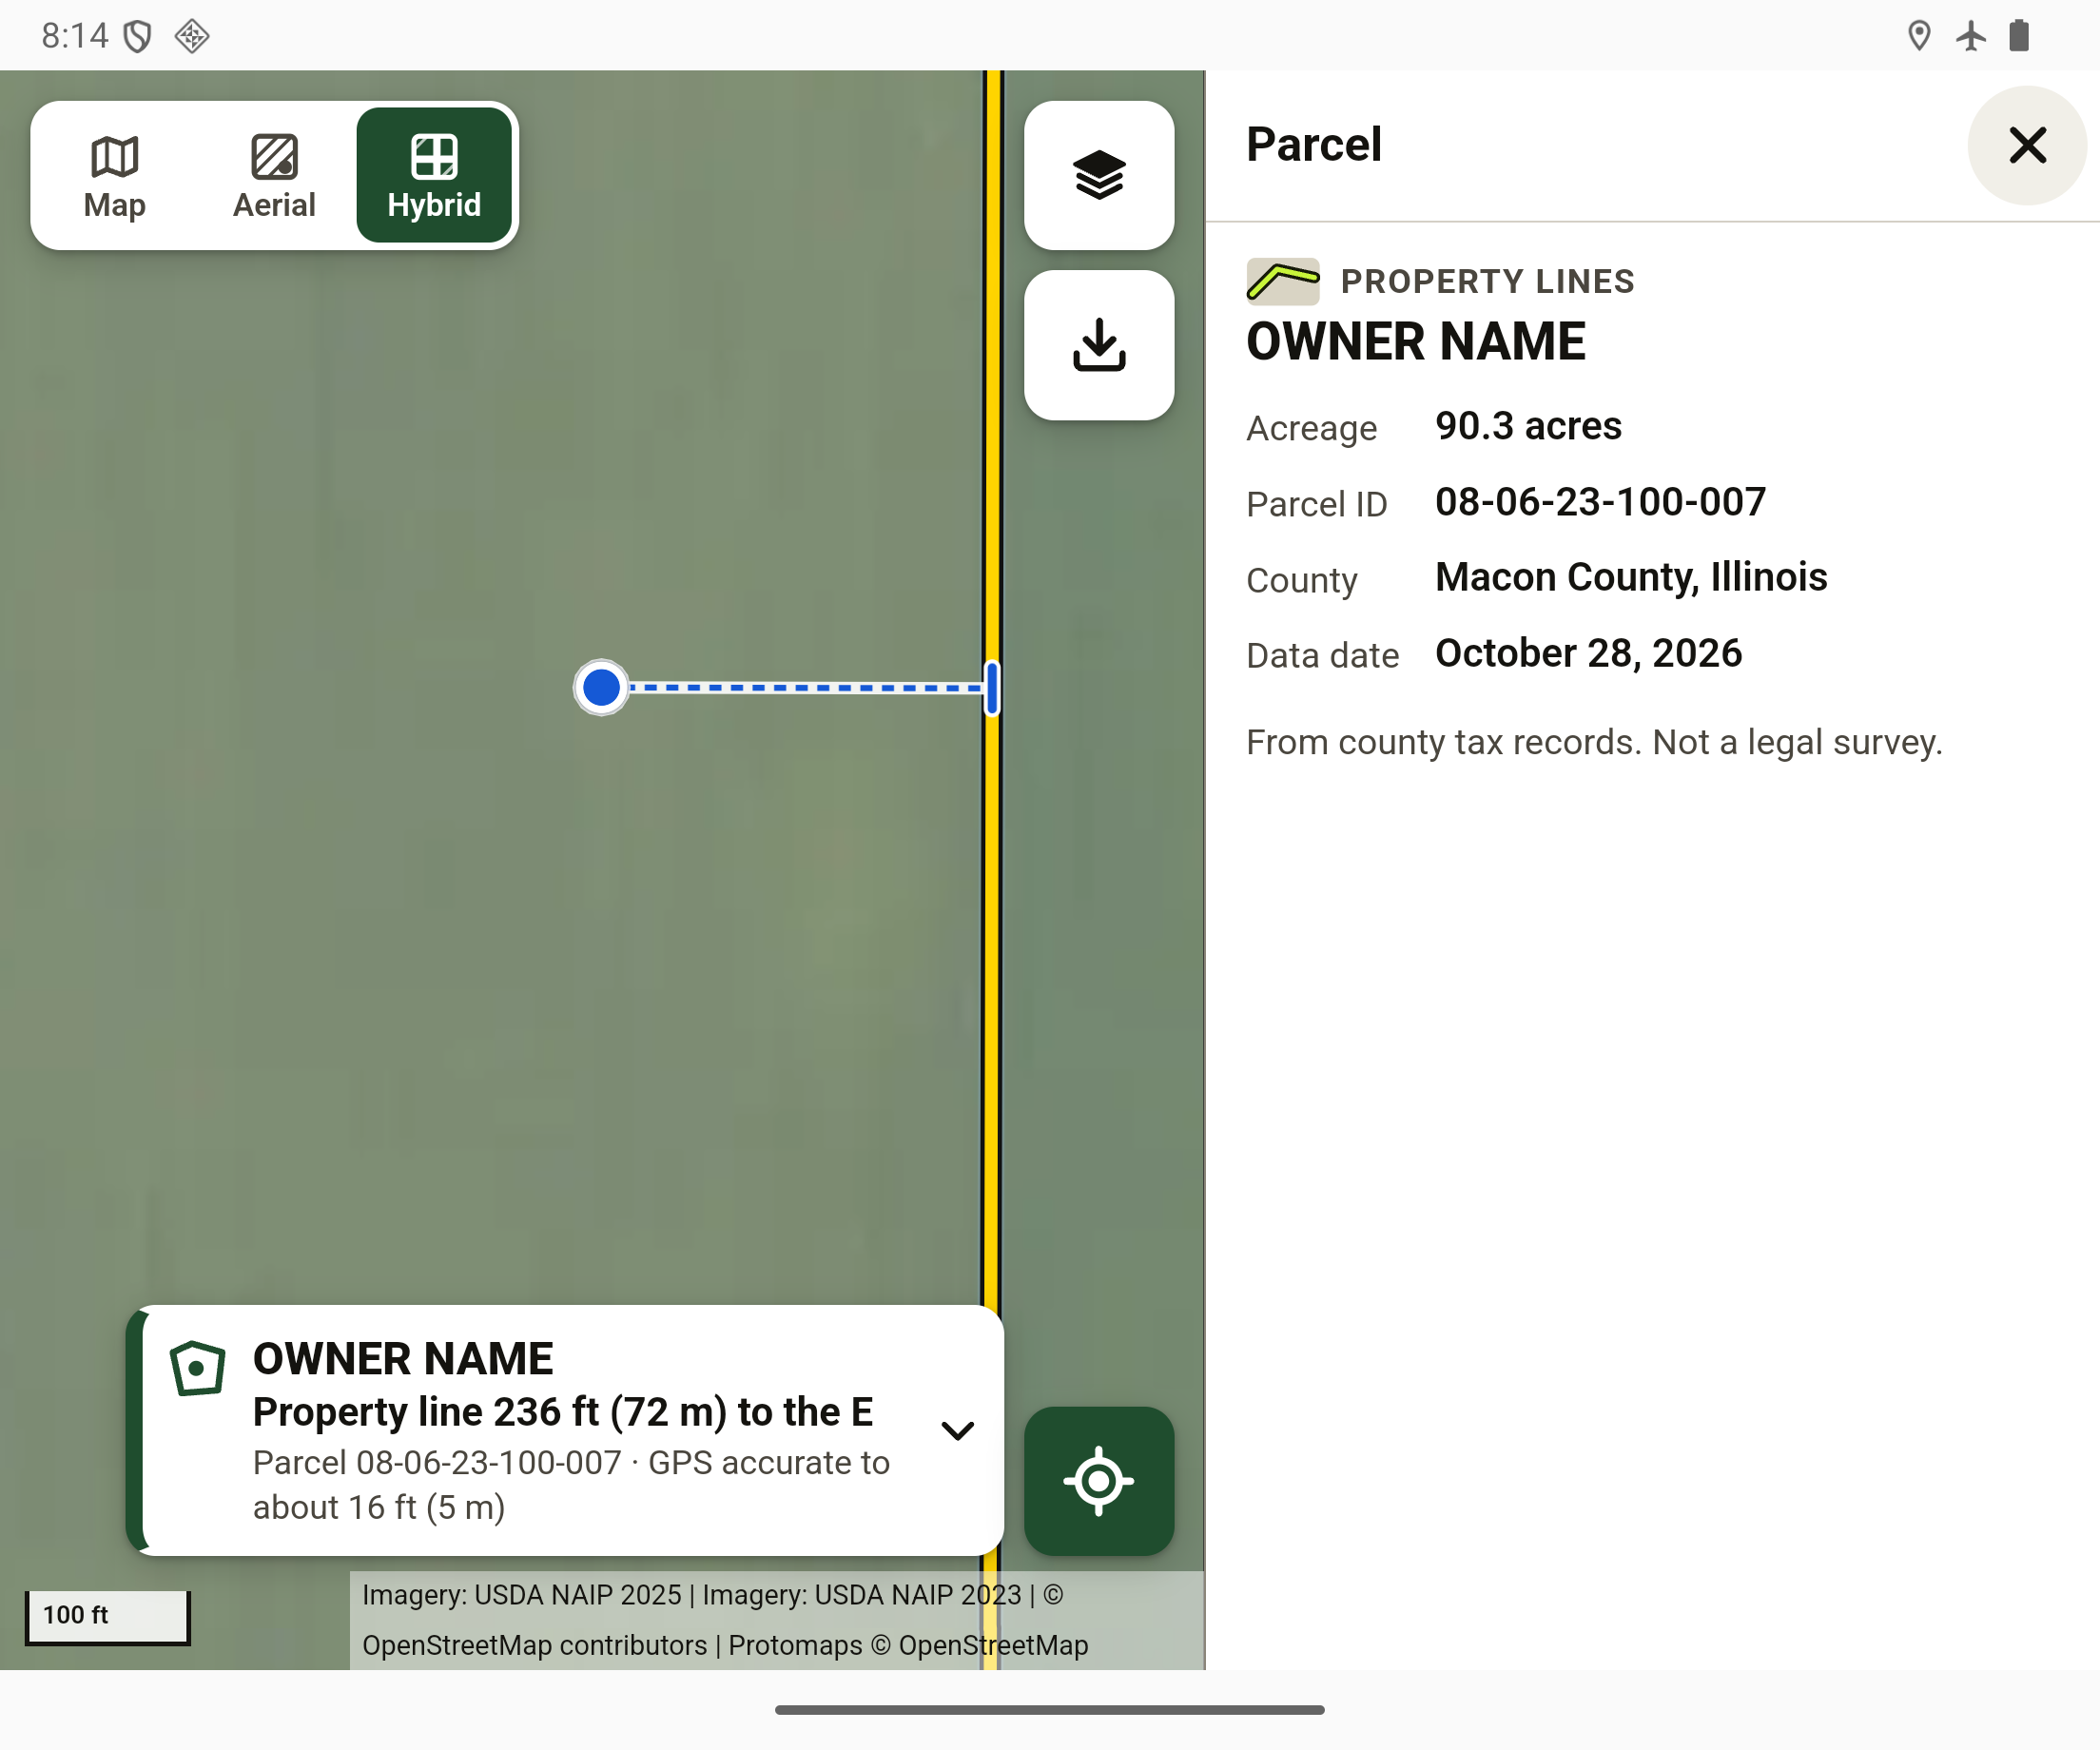 8:14
Map Aerial Hybrid
Parcel
PROPERTY LINES
OWNER NAME
Acreage 90.3 acres
Parcel ID 08-06-23-100-007
County Macon County, Illinois
Data date October 28, 2026
From county tax records. Not a legal survey.
OWNER NAME
Property line 236 ft (72 m) to the E
Parcel 08-06-23-100-007 · GPS accurate to
about 16 ft (5 m)
100 ft
Imagery: USDA NAIP 2025 | Imagery: USDA NAIP 2023 | ©
OpenStreetMap contributors | Protomaps © OpenStreetMap